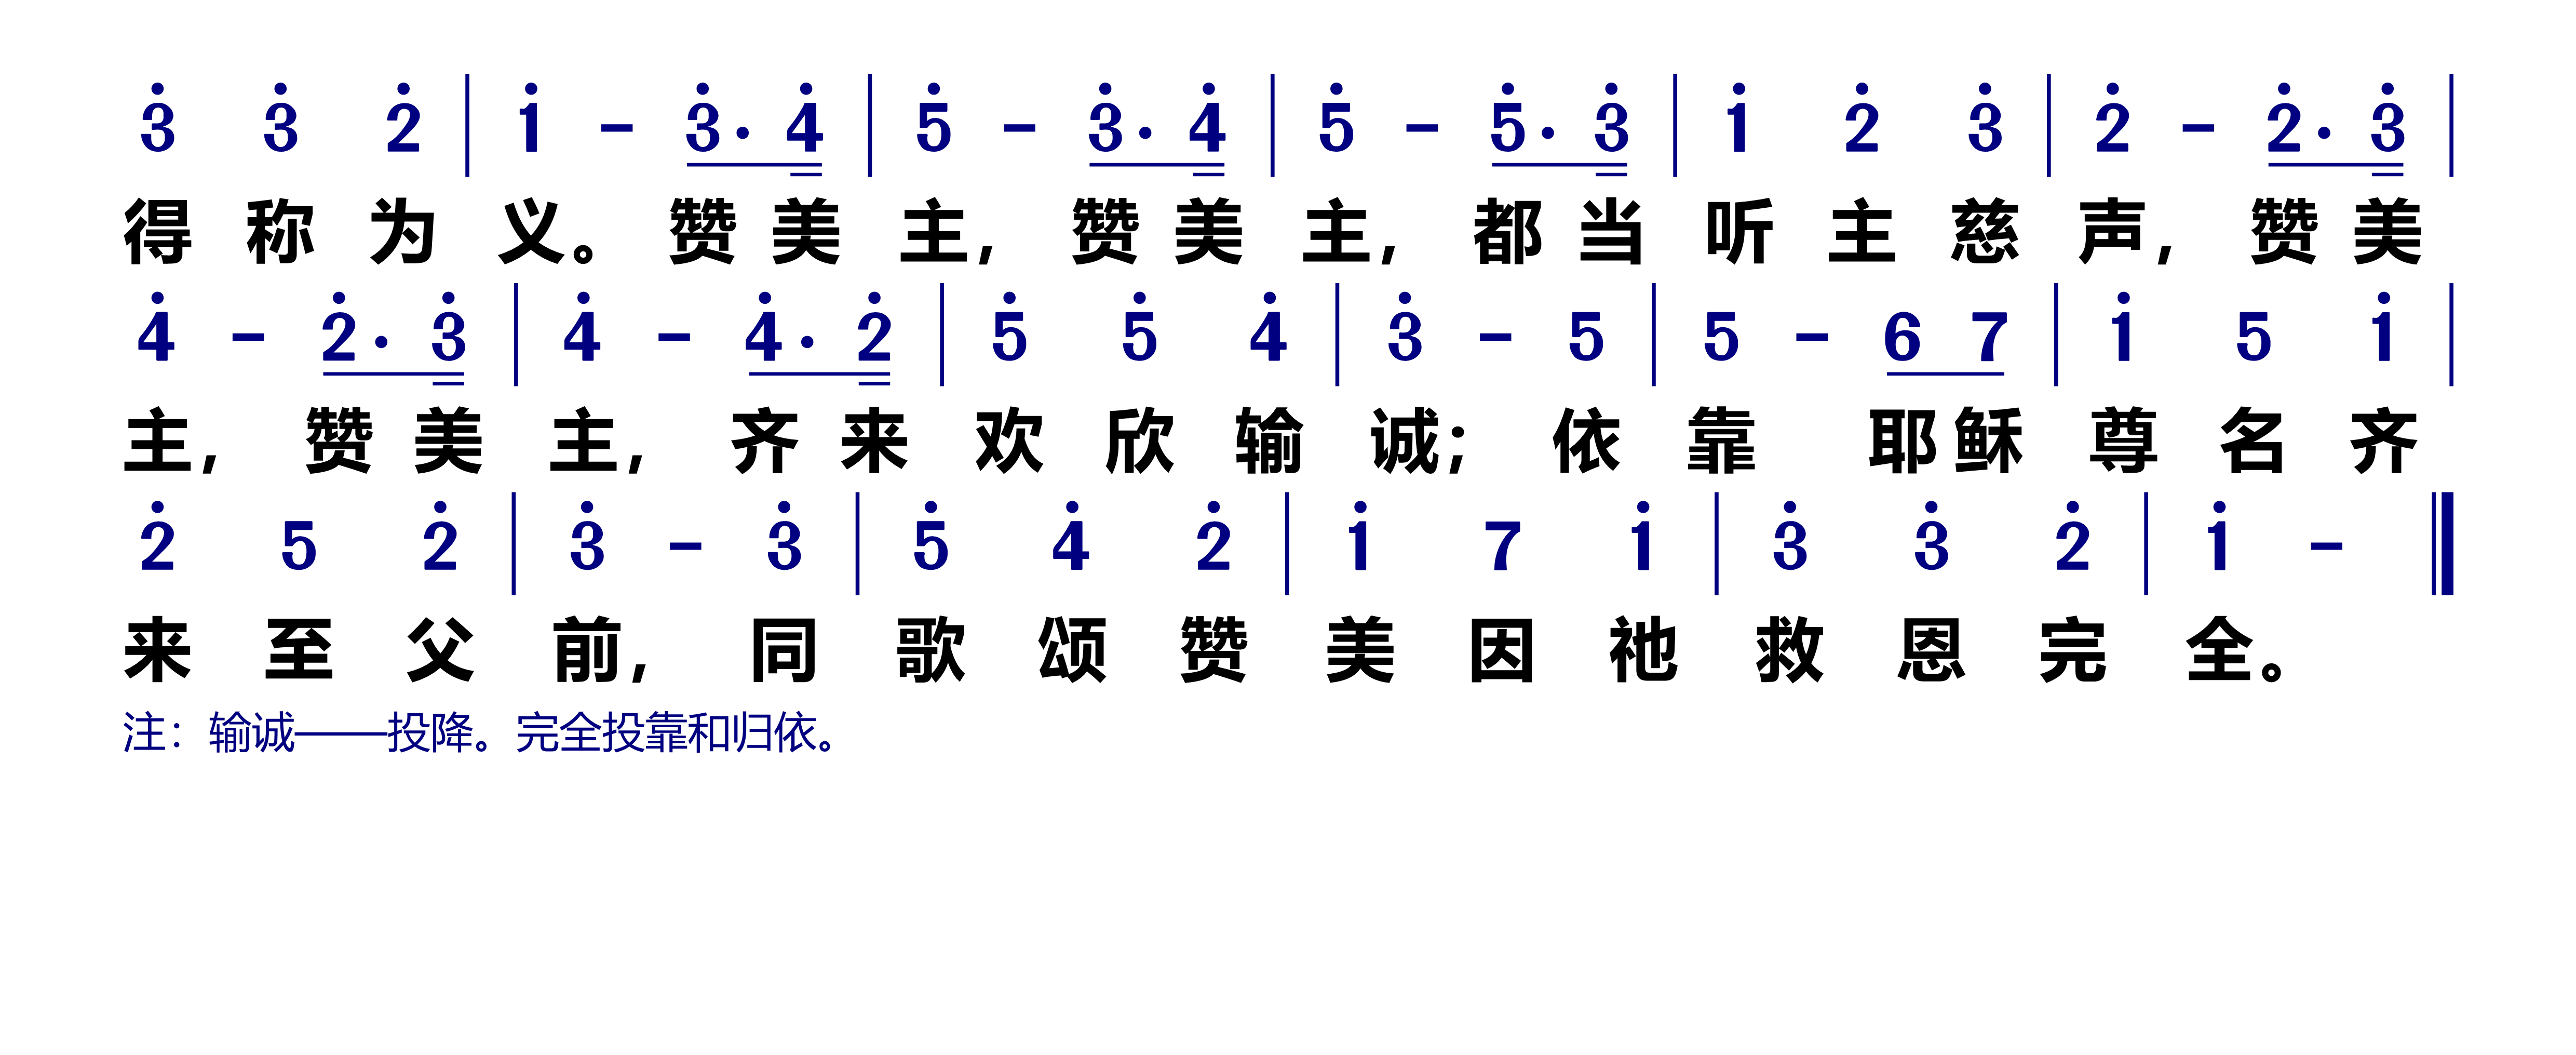 3̇ 3̇ 2̇ | 1̇ - 3̇· 4̇ | 5̇ - 3̇· 4̇ | 5̇ - 5̇· 3̇ | 1̇ 2̇ 3̇ | 2̇ - 2̇· 3̇ |
得 称 为 义。 赞 美 主, 赞 美 主, 都 当 听 主 慈 声, 赞 美
4̇ - 2̇· 3̇ | 4̇ - 4̇· 2̇ | 5̇ 5̇ 4̇ | 3̇ - 5 | 5 - 6 7 | 1̇ 5 1̇ |
主, 赞 美 主, 齐 来 欢 欣 输 诚; 依 靠 耶 稣 尊 名 齐
2̇ 5 2̇ | 3̇ - 3̇ | 5̇ 4̇ 2̇ | 1̇ 7 1̇ | 3̇ 3̇ 2̇ | 1̇ - ‖
来 至 父 前, 同 歌 颂 赞 美 因 祂 救 恩 完 全。
注：输诚——投降。完全投靠和归依。